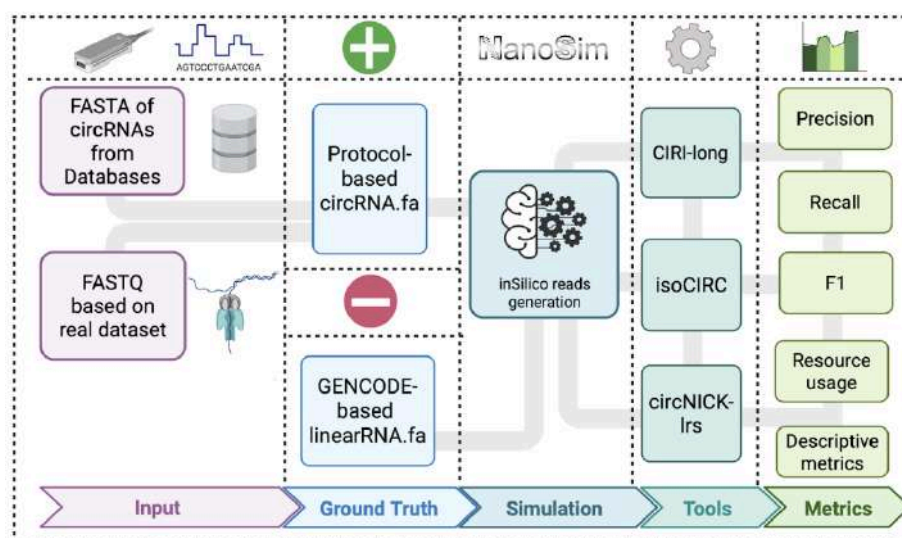 AGTCCCTGAATCGA
NanoSim
FASTA of
circRNAs
from
Databases
FASTQ
based on
real dataset
Protocol-
based
circRNA.fa
GENCODE-
based
linearRNA.fa
inSilico reads
generation
CIRI-long
isoCIRC
circNICK-
lrs
Precision
Recall
F1
Resource
usage
Descriptive
metrics
Input
Ground Truth
Simulation
Tools
Metrics